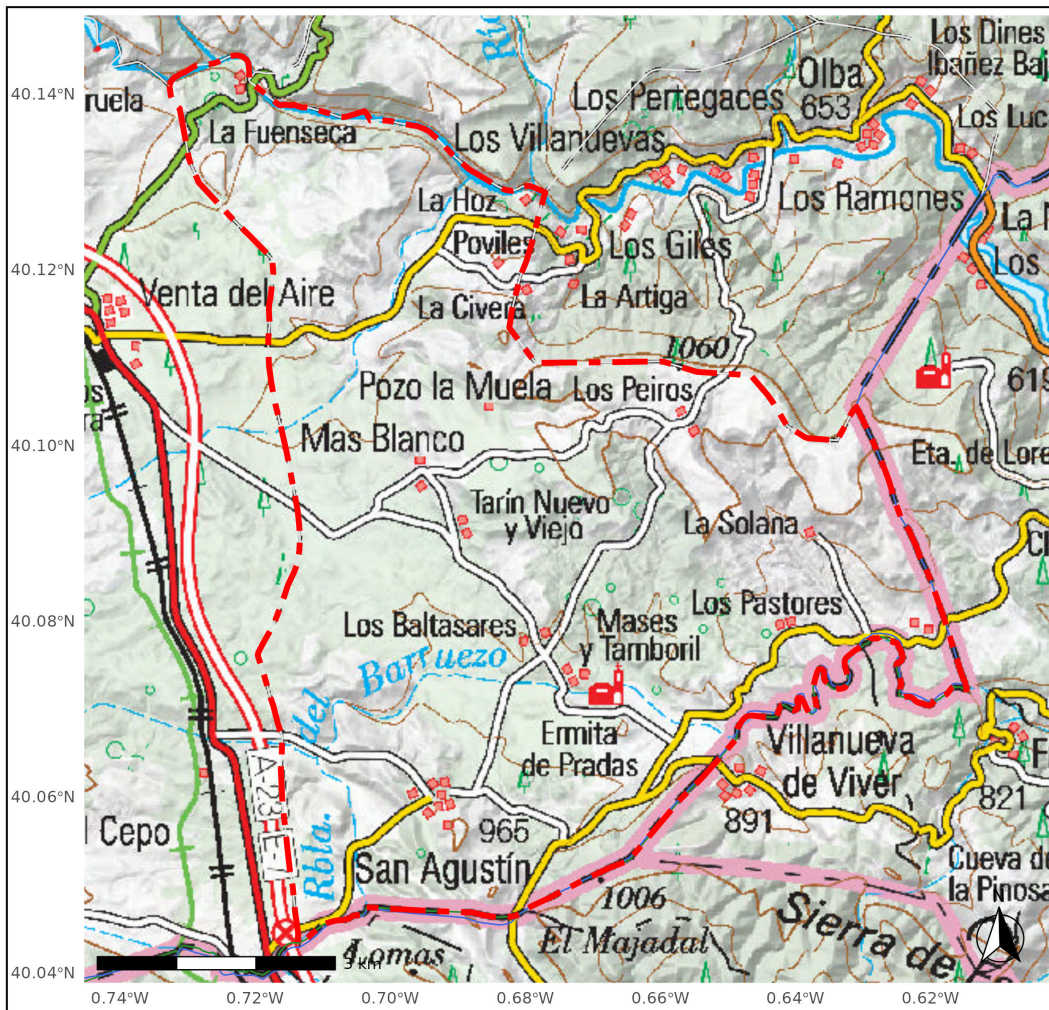 Los Dines
Ibañez Baj
Olba
653
40.14°N
ruela
Los Pertegaces
Los Luc
La Fuenseca
Los Villanuevas
La Hoz
Los Ramones
Poviles
Los Giles
40.12°N
Los
Venta del Aire
La Civera
La Artiga
1060
Pozo la Muela
Los Peiros
619
Mas Blanco
40.10°N
Eta. de Lore
Tarín Nuevo
y Viejo
La Solana
40.08°N
Los Baltasares
Mases
y Tamboril
Los Pastores
Barruezo
del
Rbla.
Ermita
de Pradas
Villanueva
de Viver
40.06°N
A-23
965
891
821
l Cepo
San Agustín
Cueva de
la Pinosa
1006
Sierra de
El Majadal
Lomas
N
40.04°N
3 km
0.74°W
0.72°W
0.70°W
0.68°W
0.66°W
0.64°W
0.62°W